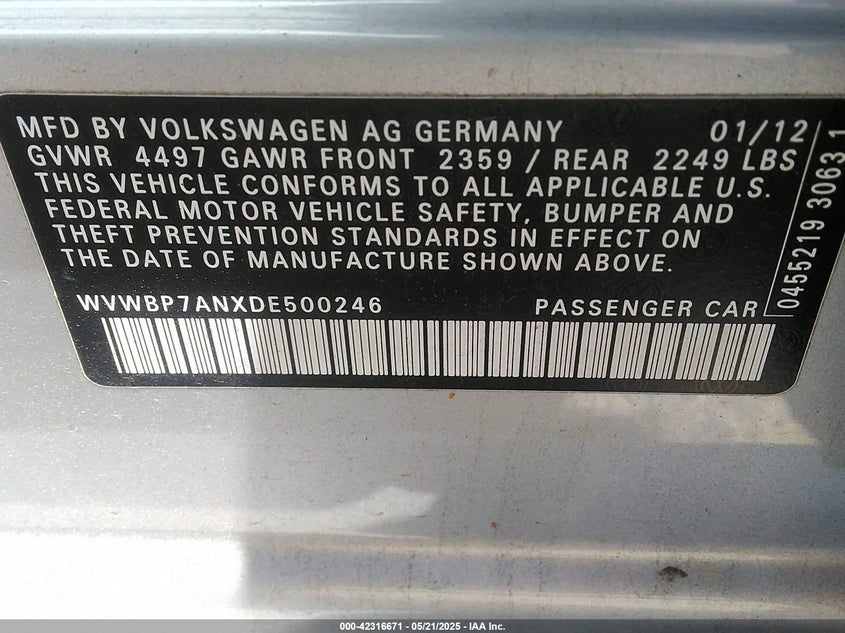 MFD BY VOLKSWAGEN AG GERMANY 01/12
GVWR 4497 GAWR FRONT 2359 / REAR 2249 LBS
THIS VEHICLE CONFORMS TO ALL APPLICABLE U.S.
FEDERAL MOTOR VEHICLE SAFETY, BUMPER AND
THEFT PREVENTION STANDARDS IN EFFECT ON
THE DATE OF MANUFACTURE SHOWN ABOVE.
WVWBP7ANXDE500246 PASSENGER CAR
0455219 3063 1
000-42316671 - 05/21/2025 - IAA Inc.